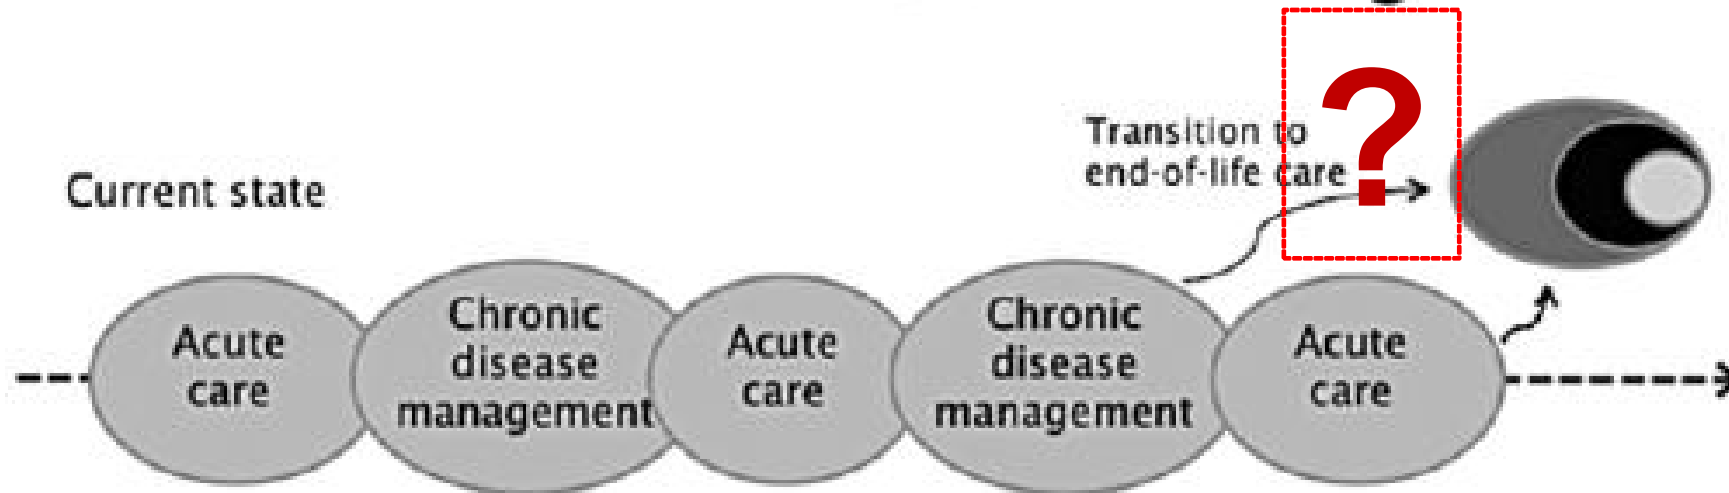 ?
Transition to
end-of-life care
Current state
Acute
care
Chronic
disease
management
Acute
care
Chronic
disease
management
Acute
care